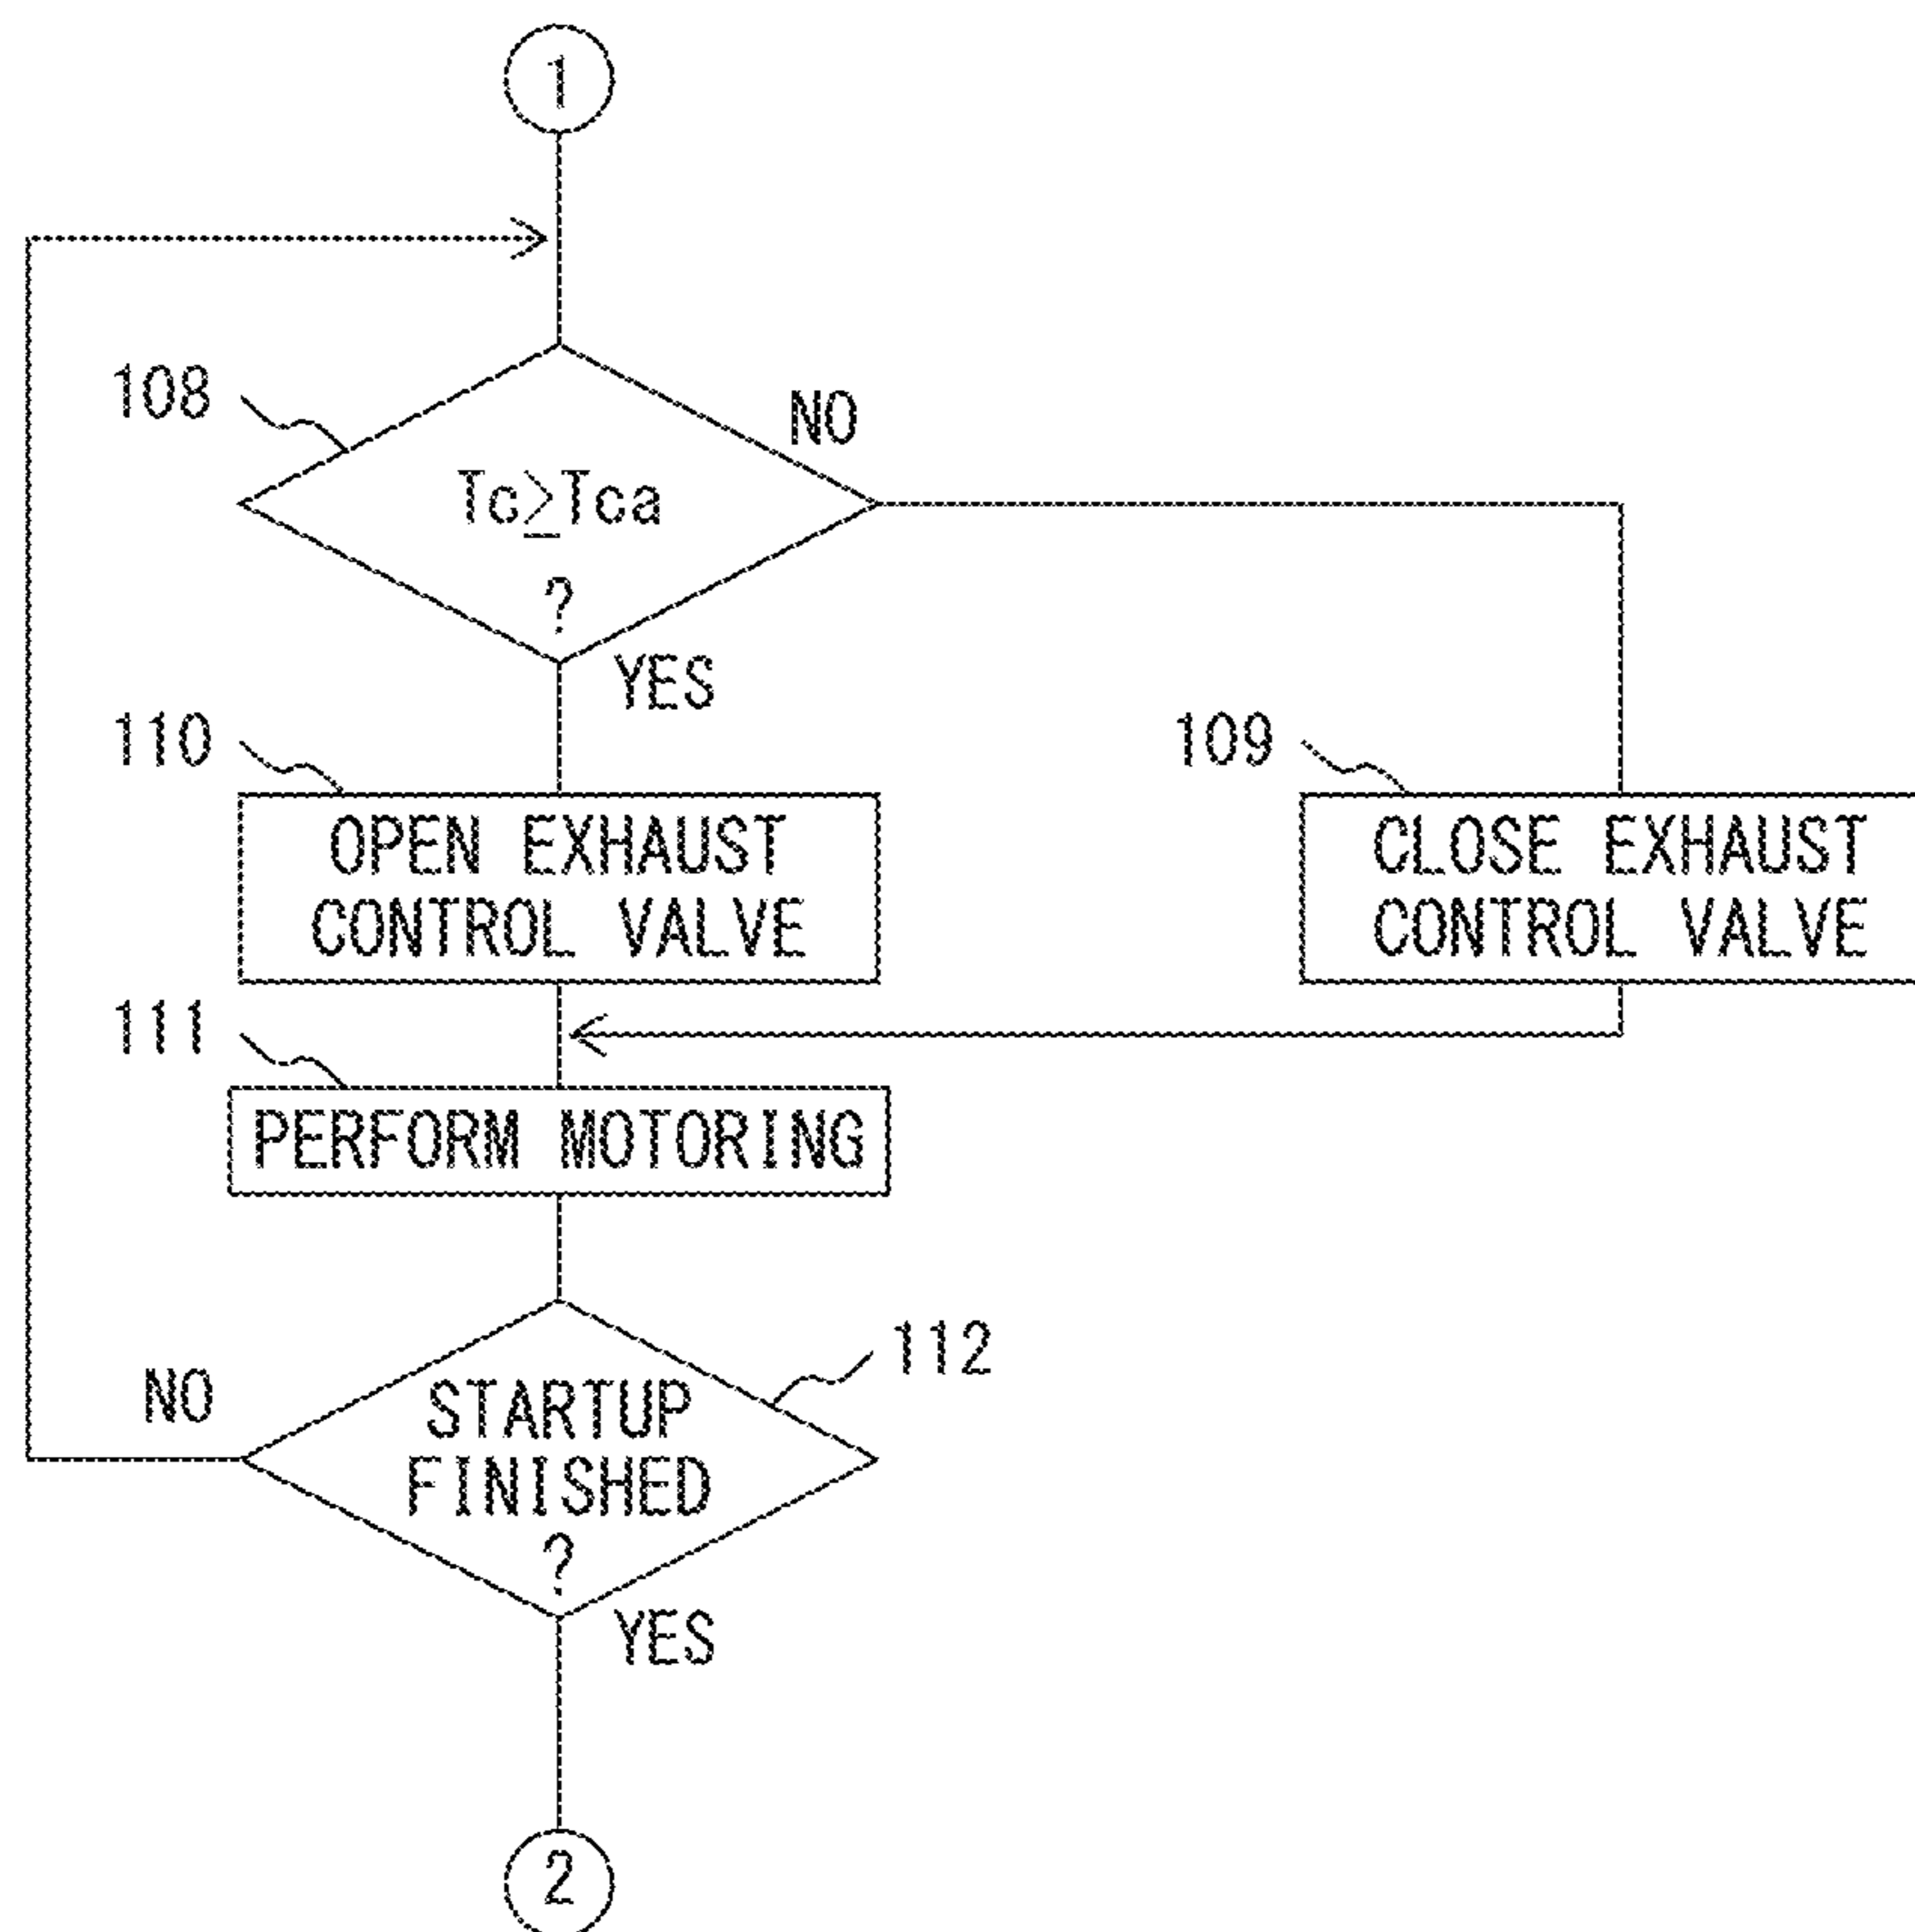 1
108
NO
Tc≧Tca
?
YES
110
109
OPEN EXHAUST
CONTROL VALVE
CLOSE EXHAUST
CONTROL VALVE
111
PERFORM MOTORING
112
NO
STARTUP
FINISHED
?
YES
2